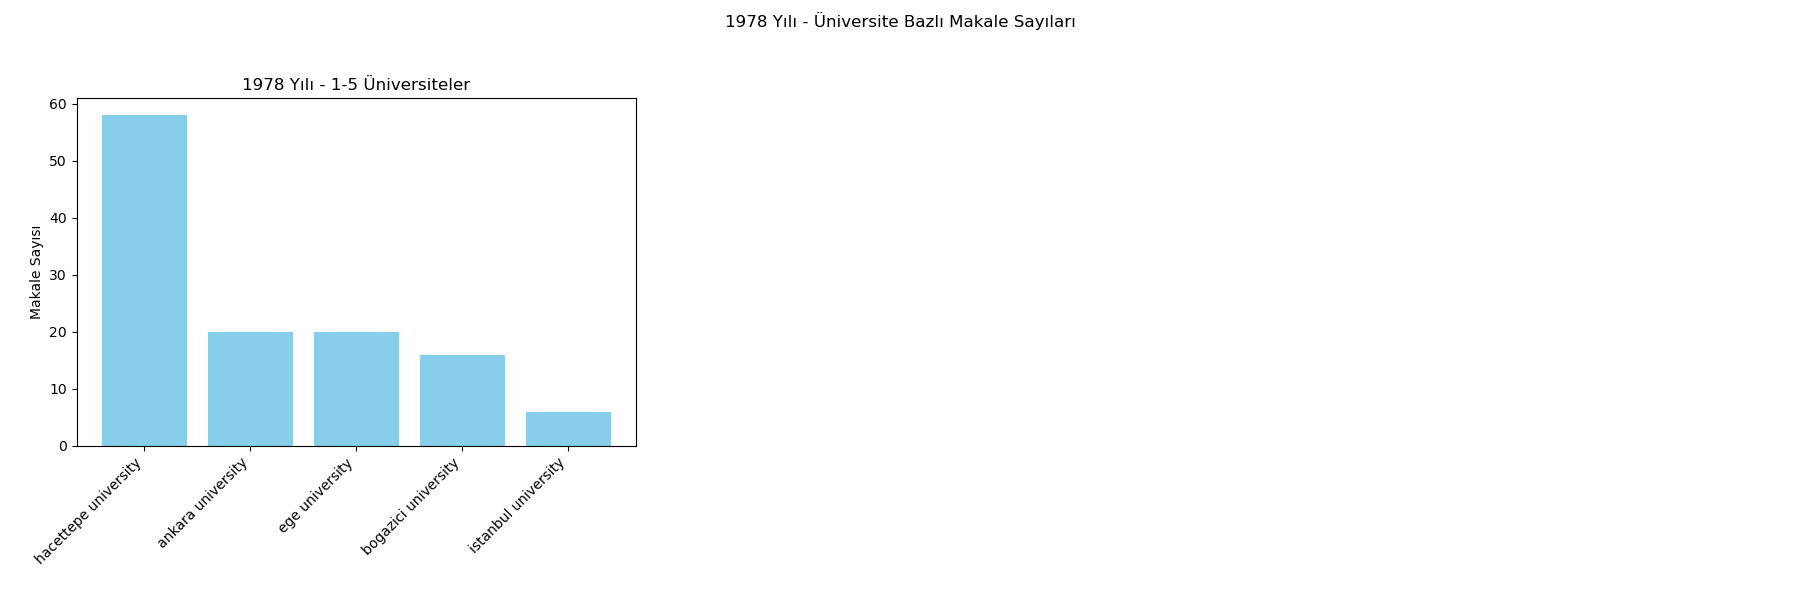 1978 Yılı - Üniversite Bazlı Makale Sayıları
1978 Yılı - 1-5 Üniversiteler
Makale Sayısı
60
50
40
30
20
10
0
hacettepe university
ankara university
ege university
bogazici university
istanbul university